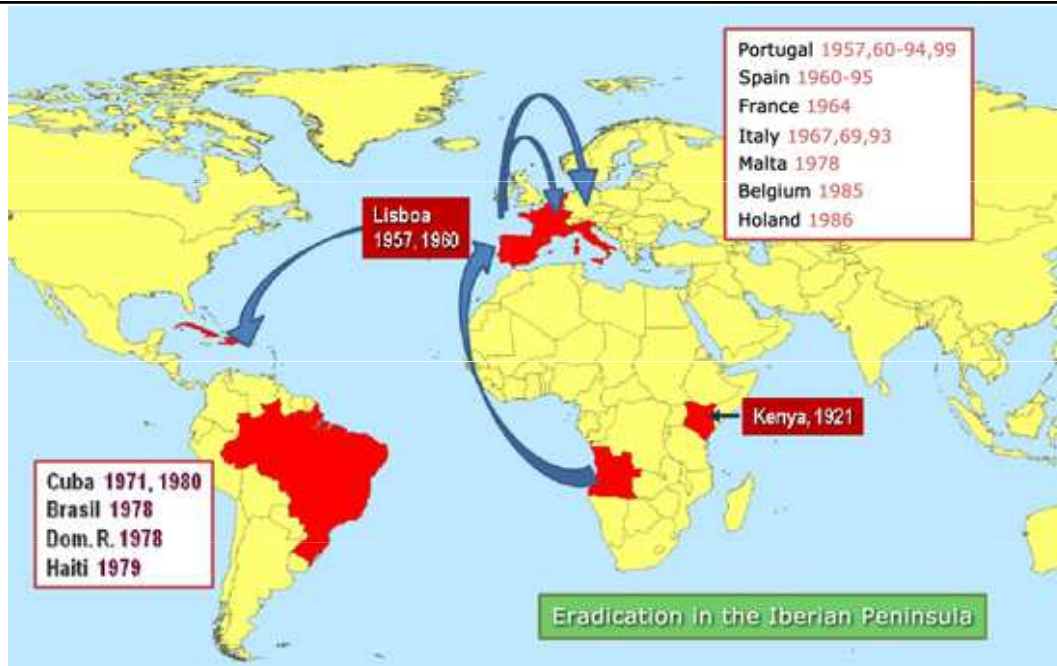 Portugal 1957,60-94,99
Spain 1960-95
France 1964
Italy 1967,69,93
Malta 1978
Belgium 1985
Holand 1986
Lisboa
1957, 1960
Kenya, 1921
Cuba 1971, 1980
Brasil 1978
Dom. R. 1978
Haiti 1979
Eradication in the Iberian Peninsula